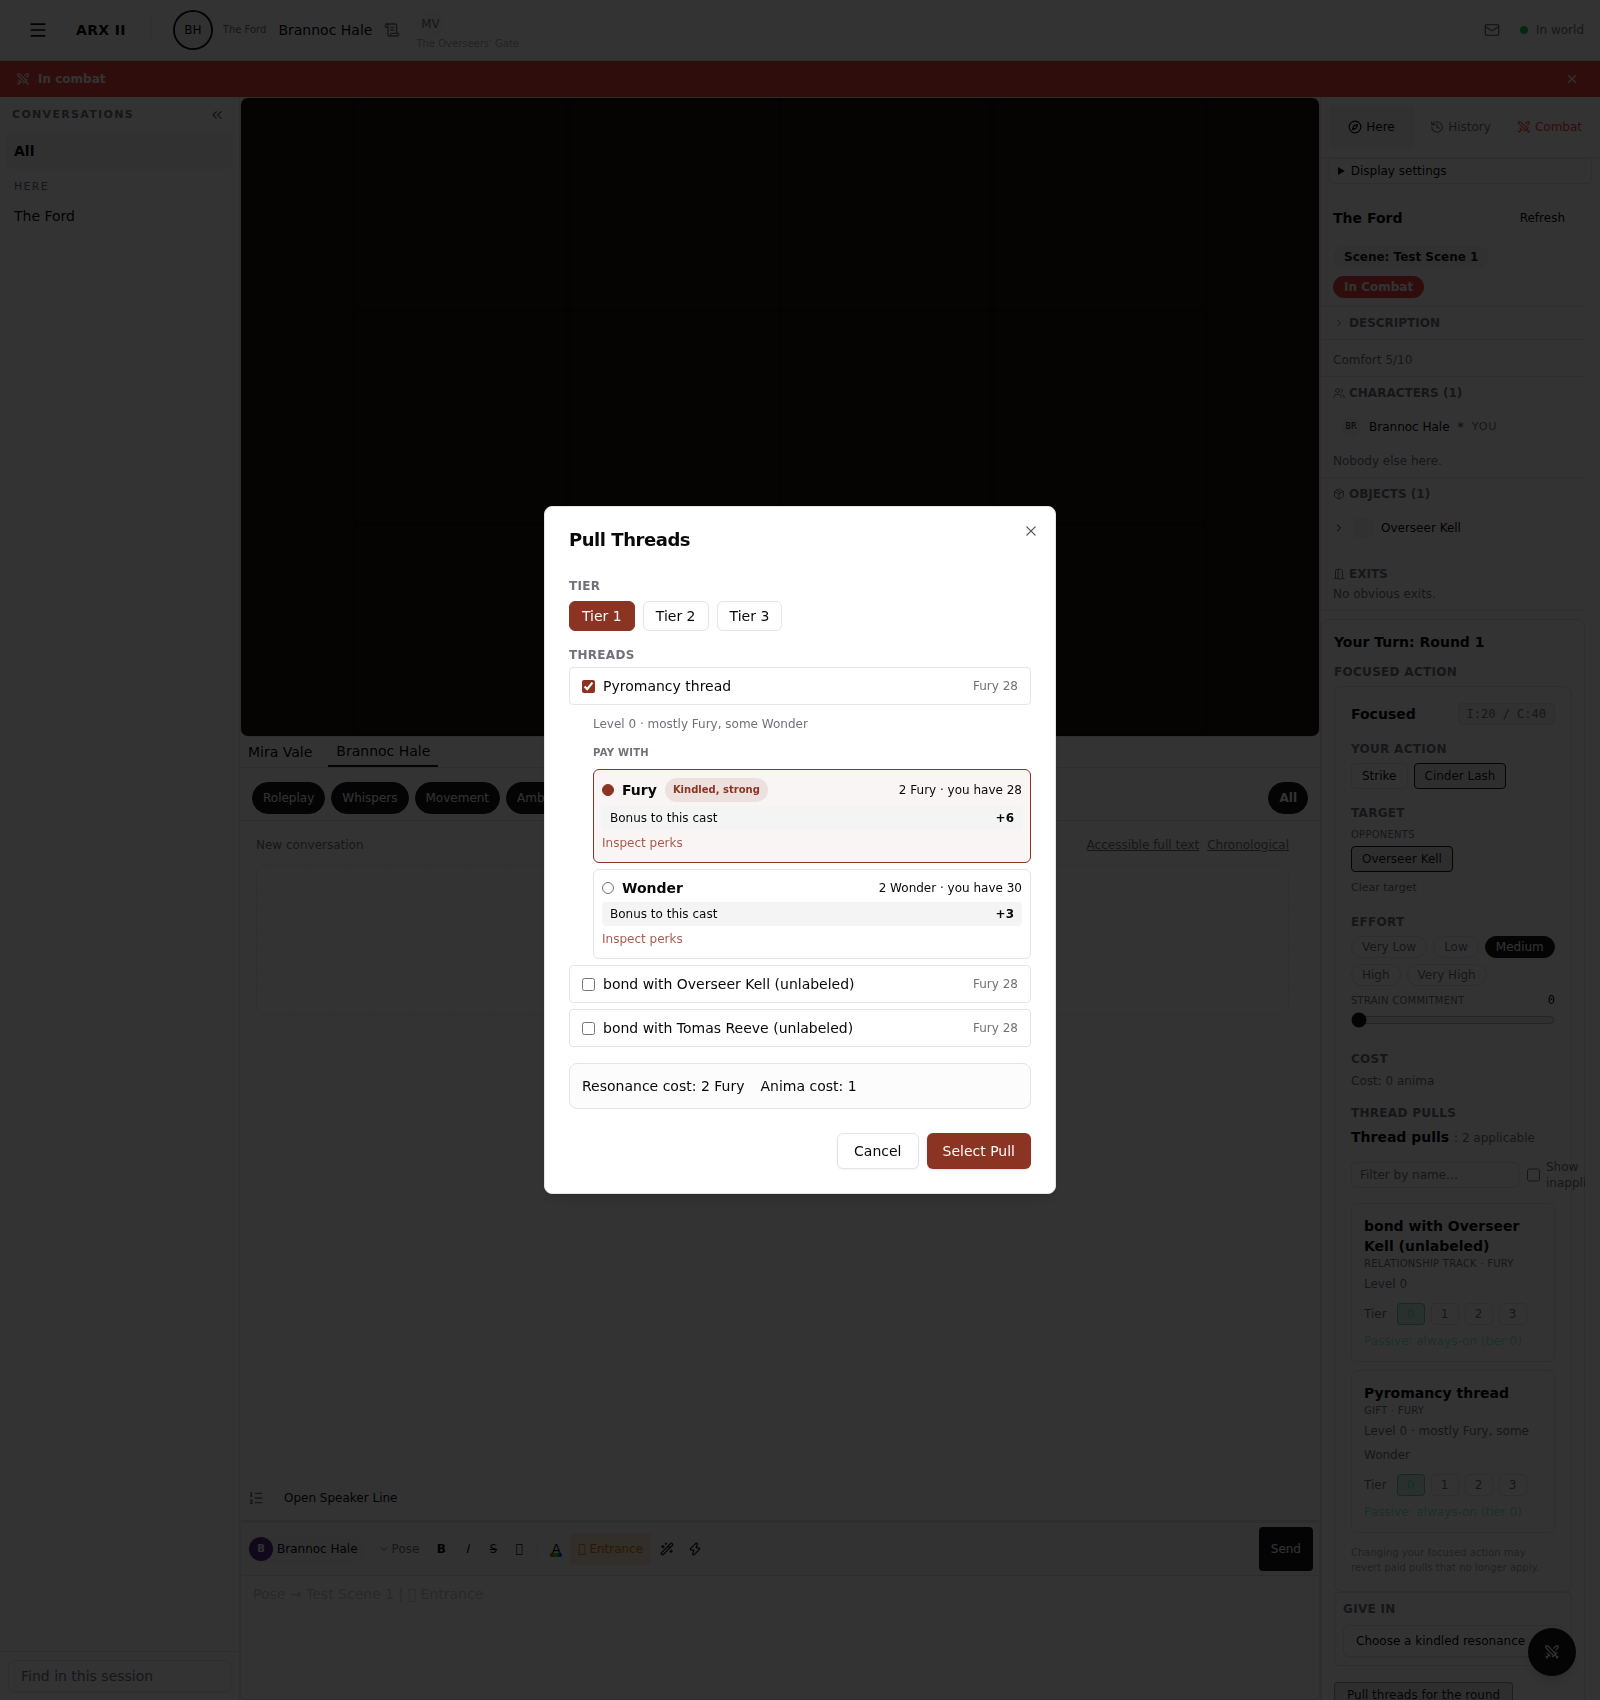 ARX II
BH
The Ford
Brannoc Hale
MV
The Overseers' Gate
In world
In combat
CONVERSATIONS
All
HERE
The Ford
Find in this session
Mira Vale
Brannoc Hale
Roleplay
Whispers
Movement
Amb
All
New conversation
Accessible full text
Chronological
Open Speaker Line
B
Brannoc Hale
Pose
B
I
S
A
Entrance
Send
Pose → Test Scene 1 | Entrance
Pull Threads
TIER
Tier 1
Tier 2
Tier 3
THREADS
Pyromancy thread
Fury 28
Level 0 · mostly Fury, some Wonder
PAY WITH
Fury
Kindled, strong
2 Fury · you have 28
Bonus to this cast
+6
Inspect perks
Wonder
2 Wonder · you have 30
Bonus to this cast
+3
Inspect perks
bond with Overseer Kell (unlabeled)
Fury 28
bond with Tomas Reeve (unlabeled)
Fury 28
Resonance cost: 2 Fury
Anima cost: 1
Cancel
Select Pull
Here
History
Combat
Display settings
The Ford
Refresh
Scene: Test Scene 1
In Combat
DESCRIPTION
Comfort 5/10
CHARACTERS (1)
BR
Brannoc Hale
YOU
Nobody else here.
OBJECTS (1)
Overseer Kell
EXITS
No obvious exits.
Your Turn: Round 1
FOCUSED ACTION
Focused
I:20 / C:40
YOUR ACTION
Strike
Cinder Lash
TARGET
OPPONENTS
Overseer Kell
Clear target
EFFORT
Very Low
Low
Medium
High
Very High
STRAIN COMMITMENT
0
COST
Cost: 0 anima
THREAD PULLS
Thread pulls : 2 applicable
Filter by name...
Show
inappli
bond with Overseer
Kell (unlabeled)
RELATIONSHIP TRACK · FURY
Level 0
Tier
0
1
2
3
Passive: always-on (tier 0)
Pyromancy thread
GIFT · FURY
Level 0 · mostly Fury, some
Wonder
Tier
0
1
2
3
Passive: always-on (tier 0)
Changing your focused action may
revert paid pulls that no longer apply.
GIVE IN
Choose a kindled resonance
Pull threads for the round